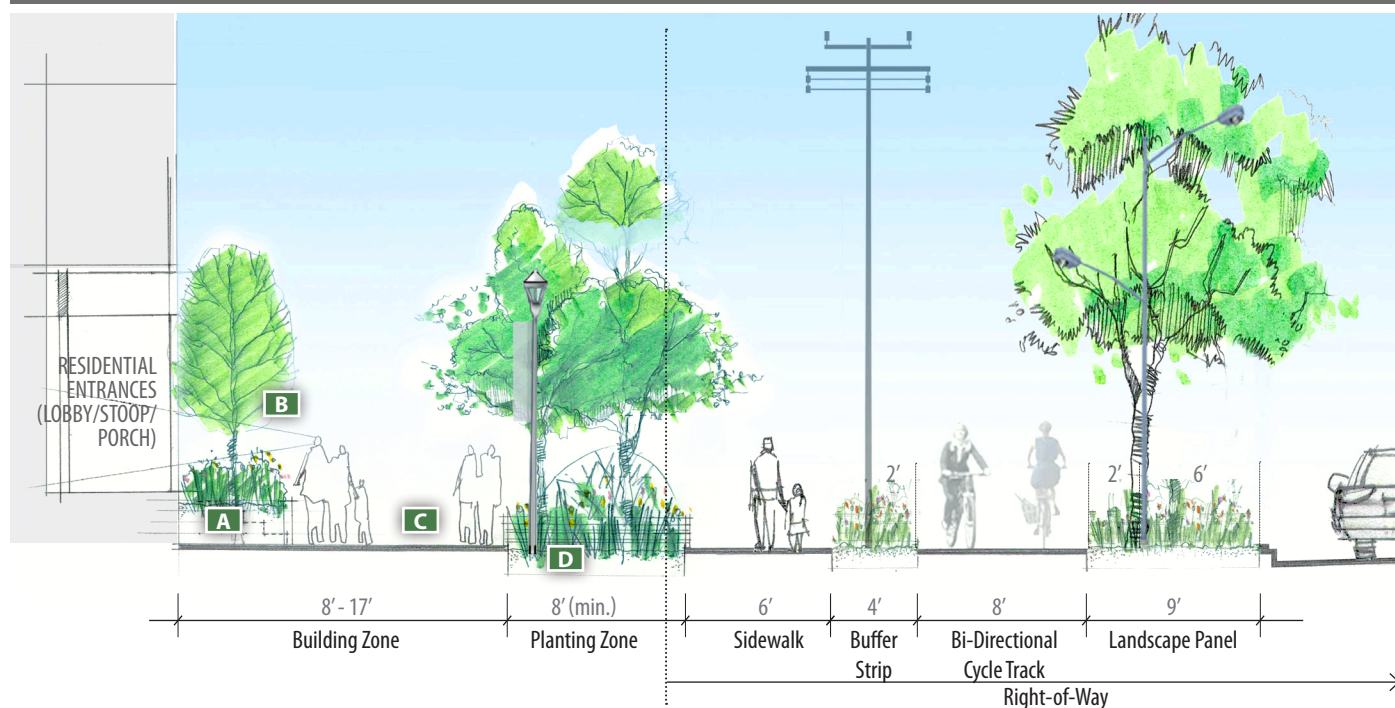 RESIDENTIAL
ENTRANCES
(LOBBY/STOOP/
PORCH)
B
A
C
D
2’
2’
6’
8’ - 17’
8’ (min.)
6’
4’
8’
9’
Building Zone
Planting Zone
Sidewalk
Buffer
Strip
Bi-Directional
Cycle Track
Landscape Panel
Right-of-Way